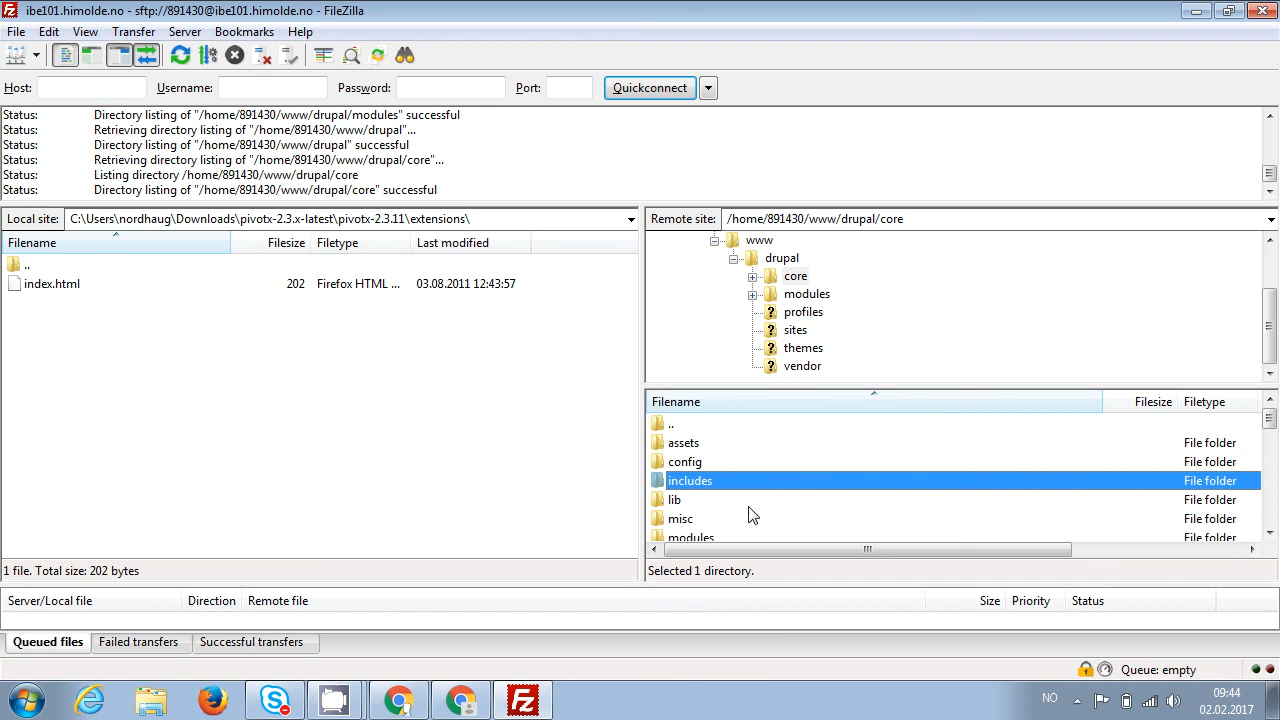 ibe101.himolde.no - sftp://891430@ibe101.himolde.no - FileZilla
File Edit View Transfer Server Bookmarks Help
Host: Username: Password: Port: Quickconnect
Status: Directory listing of "/home/891430/www/drupal/modules" successful
Status: Retrieving directory listing of "/home/891430/www/drupal"...
Status: Directory listing of "/home/891430/www/drupal" successful
Status: Retrieving directory listing of "/home/891430/www/drupal/core"...
Status: Listing directory /home/891430/www/drupal/core
Status: Directory listing of "/home/891430/www/drupal/core" successful
Local site: C:\Users\nordhaug\Downloads\pivotx-2.3.x-latest\pivotx-2.3.11\extensions\
Filename Filesize Filetype Last modified
..
index.html 202 Firefox HTML ... 03.08.2011 12:43:57
1 file. Total size: 202 bytes
Remote site: /home/891430/www/drupal/core
www
drupal
core
modules
profiles
sites
themes
vendor
Filename Filesize Filetype
..
assets File folder
config File folder
includes File folder
lib File folder
misc File folder
modules File folder
Selected 1 directory.
Server/Local file Direction Remote file Size Priority Status
Queued files Failed transfers Successful transfers
Queue: empty
NO 09:44
02.02.2017